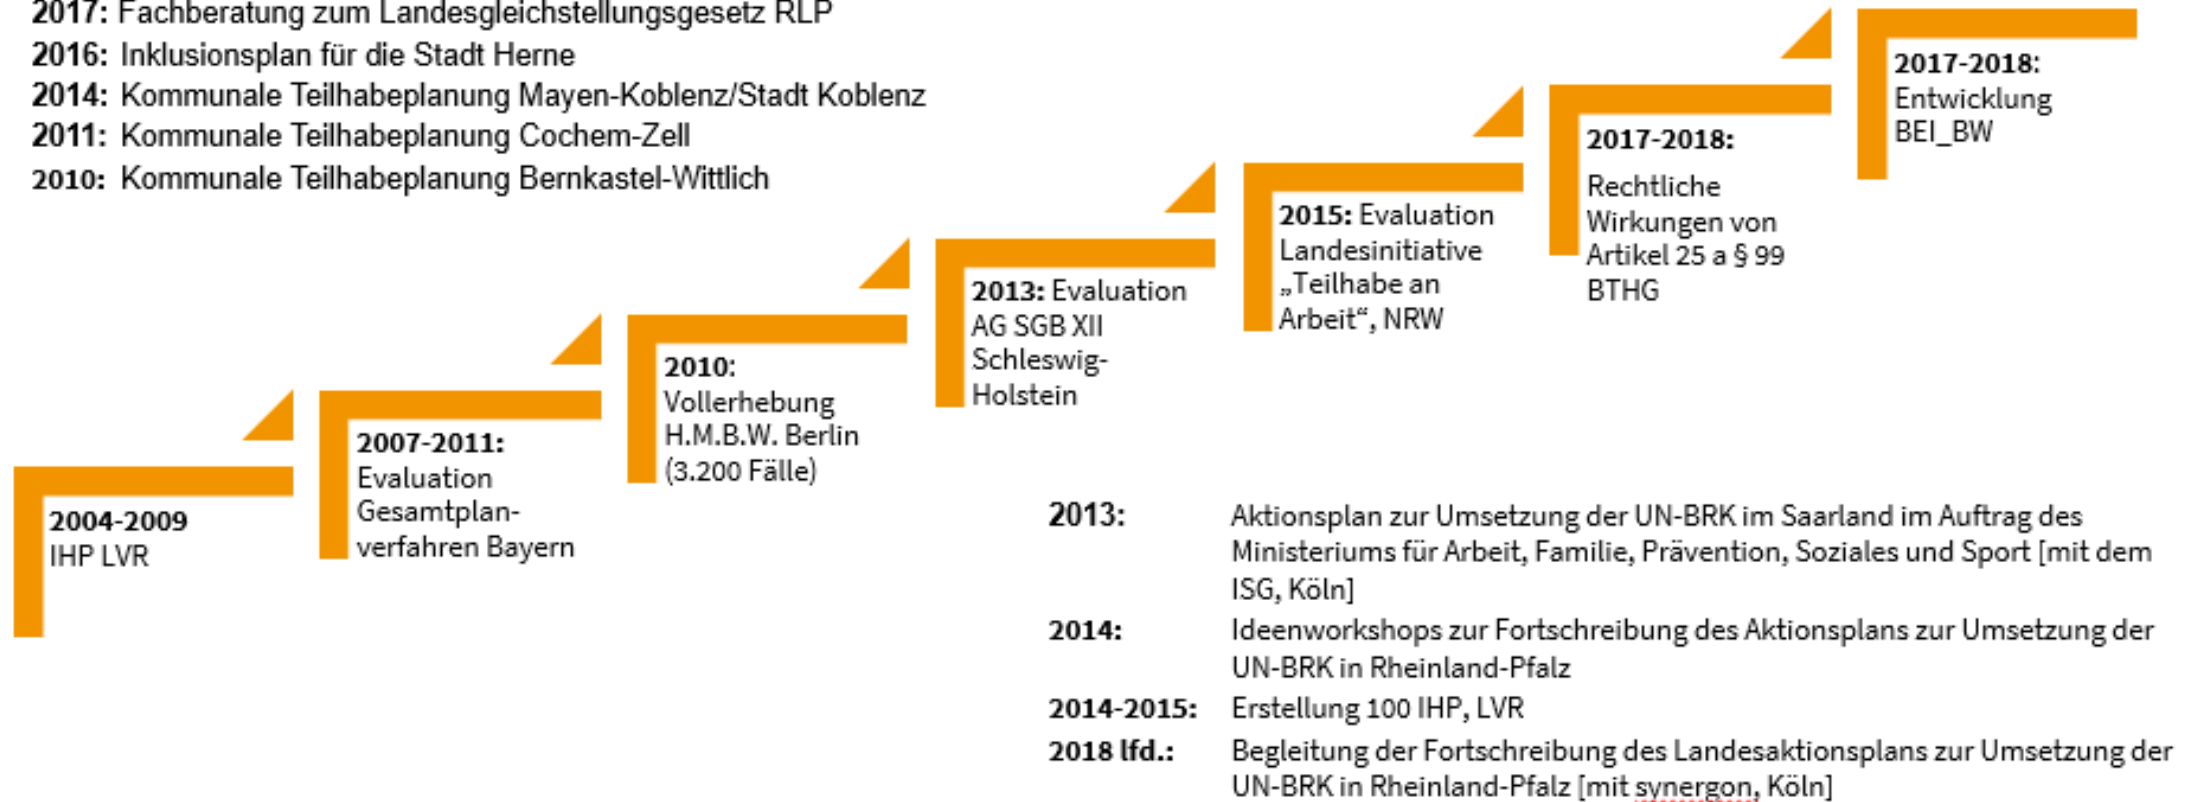 2017: Fachberatung zum Landesgleichstellungsgesetz RLP
2016: Inklusionsplan für die Stadt Herne
2014: Kommunale Teilhabeplanung Mayen-Koblenz/Stadt Koblenz
2011: Kommunale Teilhabeplanung Cochem-Zell
2010: Kommunale Teilhabeplanung Bernkastel-Wittlich
2004-2009
IHP LVR
2007-2011:
Evaluation
Gesamtplan-
verfahren Bayern
2010:
Vollerhebung
H.M.B.W. Berlin
(3.200 Fälle)
2013: Evaluation
AG SGB XII
Schleswig-
Holstein
2015: Evaluation
Landesinitiative
„Teilhabe an
Arbeit“, NRW
2017-2018:
Rechtliche
Wirkungen von
Artikel 25 a § 99
BTHG
2017-2018:
Entwicklung
BEI_BW
2013: Aktionsplan zur Umsetzung der UN-BRK im Saarland im Auftrag des
Ministeriums für Arbeit, Familie, Prävention, Soziales und Sport [mit dem
ISG, Köln]
2014: Ideenworkshops zur Fortschreibung des Aktionsplans zur Umsetzung der
UN-BRK in Rheinland-Pfalz
2014-2015: Erstellung 100 IHP, LVR
2018 lfd.: Begleitung der Fortschreibung des Landesaktionsplans zur Umsetzung der
UN-BRK in Rheinland-Pfalz [mit synergon, Köln]